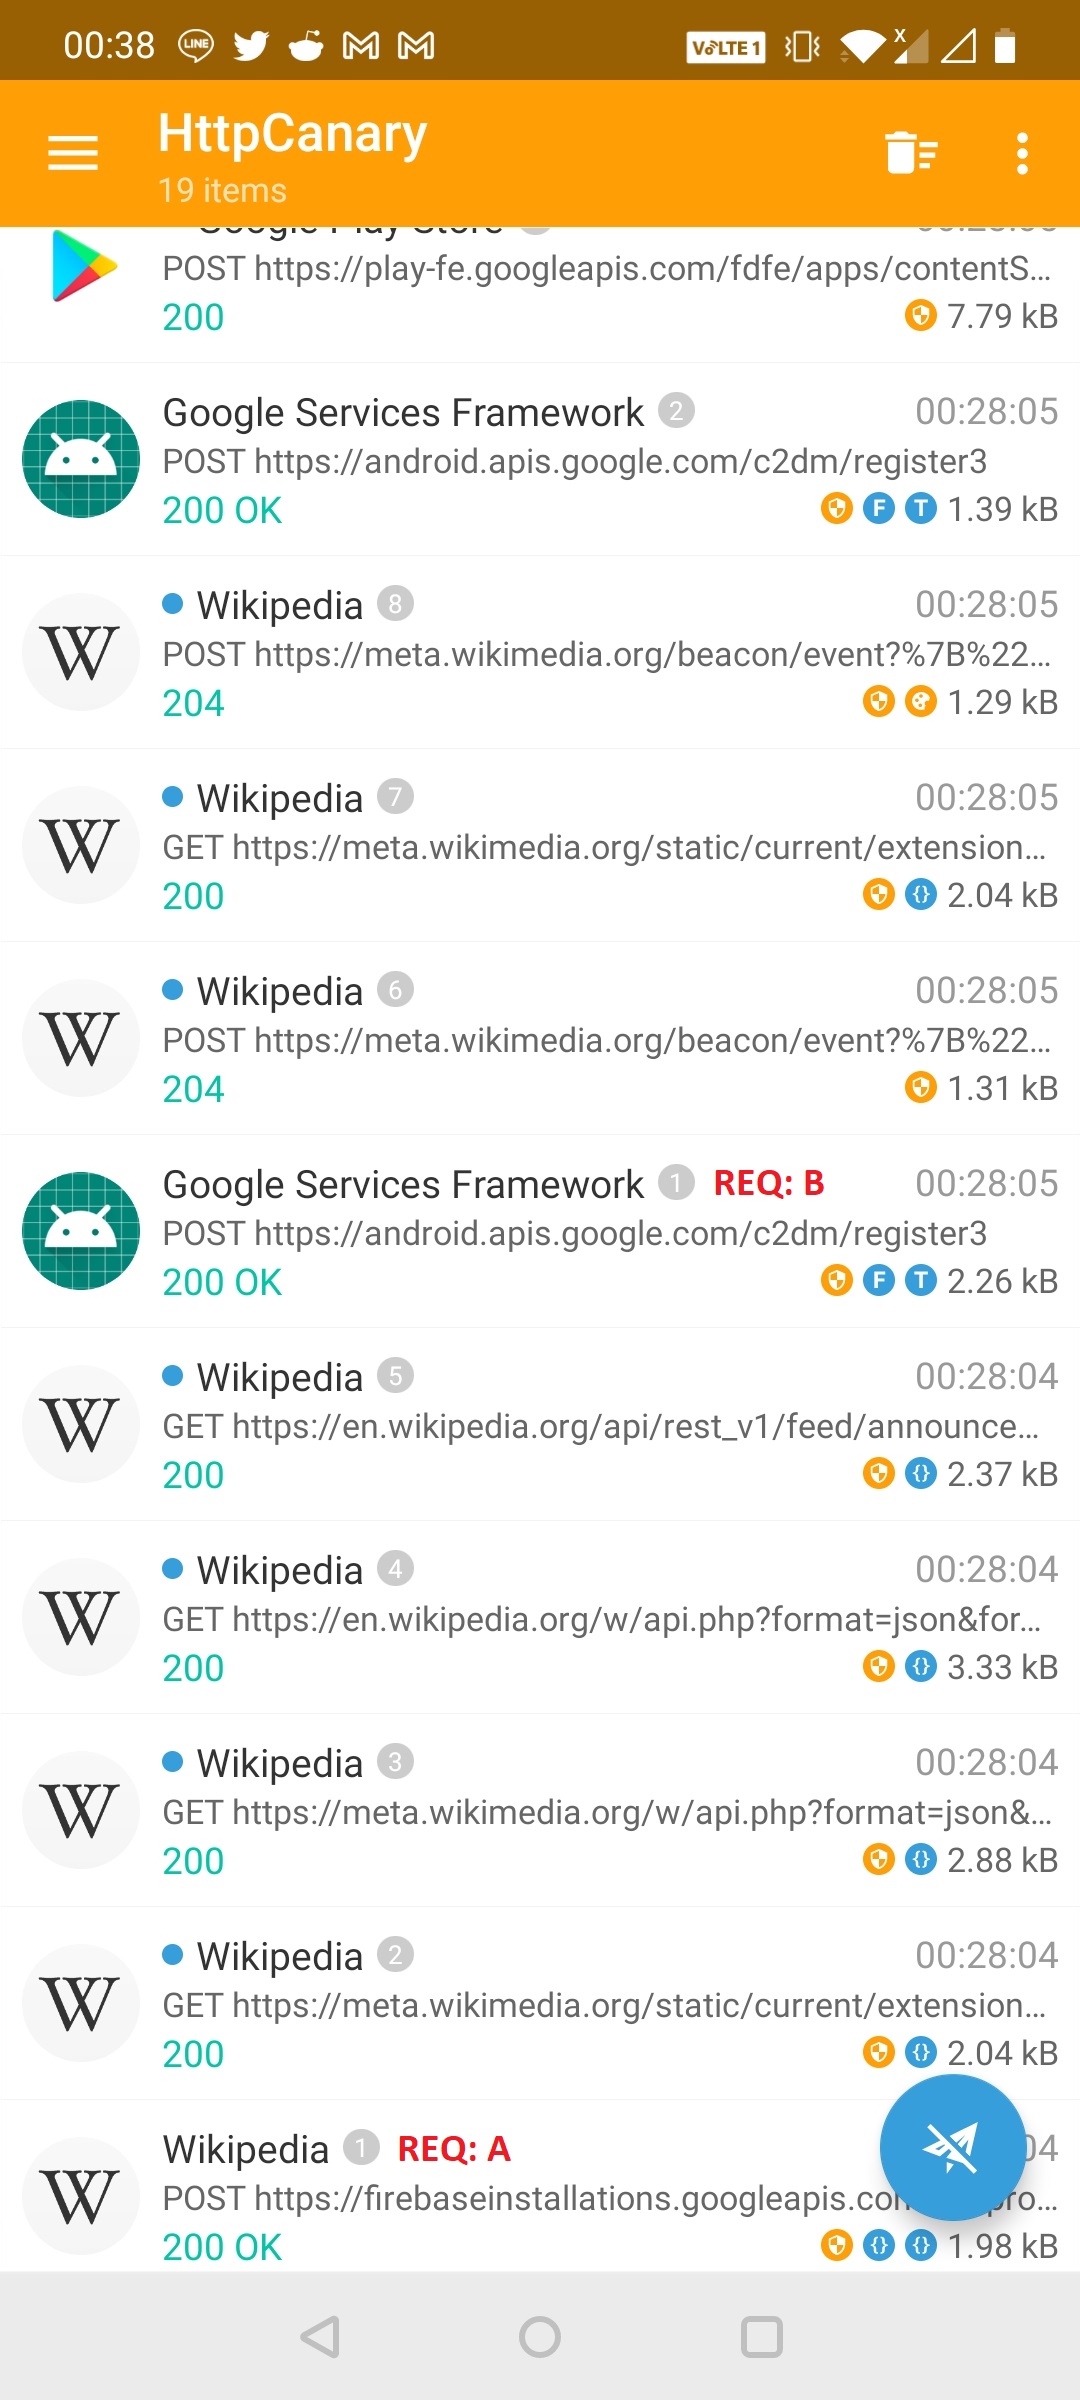 00:38 LINE VoLTE 1 X
HttpCanary
19 items
Google Play Store
POST https://play-fe.googleapis.com/fdfe/apps/contentS...
200 7.79 kB
Google Services Framework 2 00:28:05
POST https://android.apis.google.com/c2dm/register3
200 OK F T 1.39 kB
Wikipedia 8 00:28:05
POST https://meta.wikimedia.org/beacon/event?%7B%22...
204 1.29 kB
Wikipedia 7 00:28:05
GET https://meta.wikimedia.org/static/current/extension...
200 {} 2.04 kB
Wikipedia 6 00:28:05
POST https://meta.wikimedia.org/beacon/event?%7B%22...
204 1.31 kB
Google Services Framework 1 REQ: B 00:28:05
POST https://android.apis.google.com/c2dm/register3
200 OK F T 2.26 kB
Wikipedia 5 00:28:04
GET https://en.wikipedia.org/api/rest_v1/feed/announce...
200 {} 2.37 kB
Wikipedia 4 00:28:04
GET https://en.wikipedia.org/w/api.php?format=json&for...
200 {} 3.33 kB
Wikipedia 3 00:28:04
GET https://meta.wikimedia.org/w/api.php?format=json&...
200 {} 2.88 kB
Wikipedia 2 00:28:04
GET https://meta.wikimedia.org/static/current/extension...
200 {} 2.04 kB
Wikipedia 1 REQ: A 04
POST https://firebaseinstallations.googleapis.com pro...
200 OK {} {} 1.98 kB